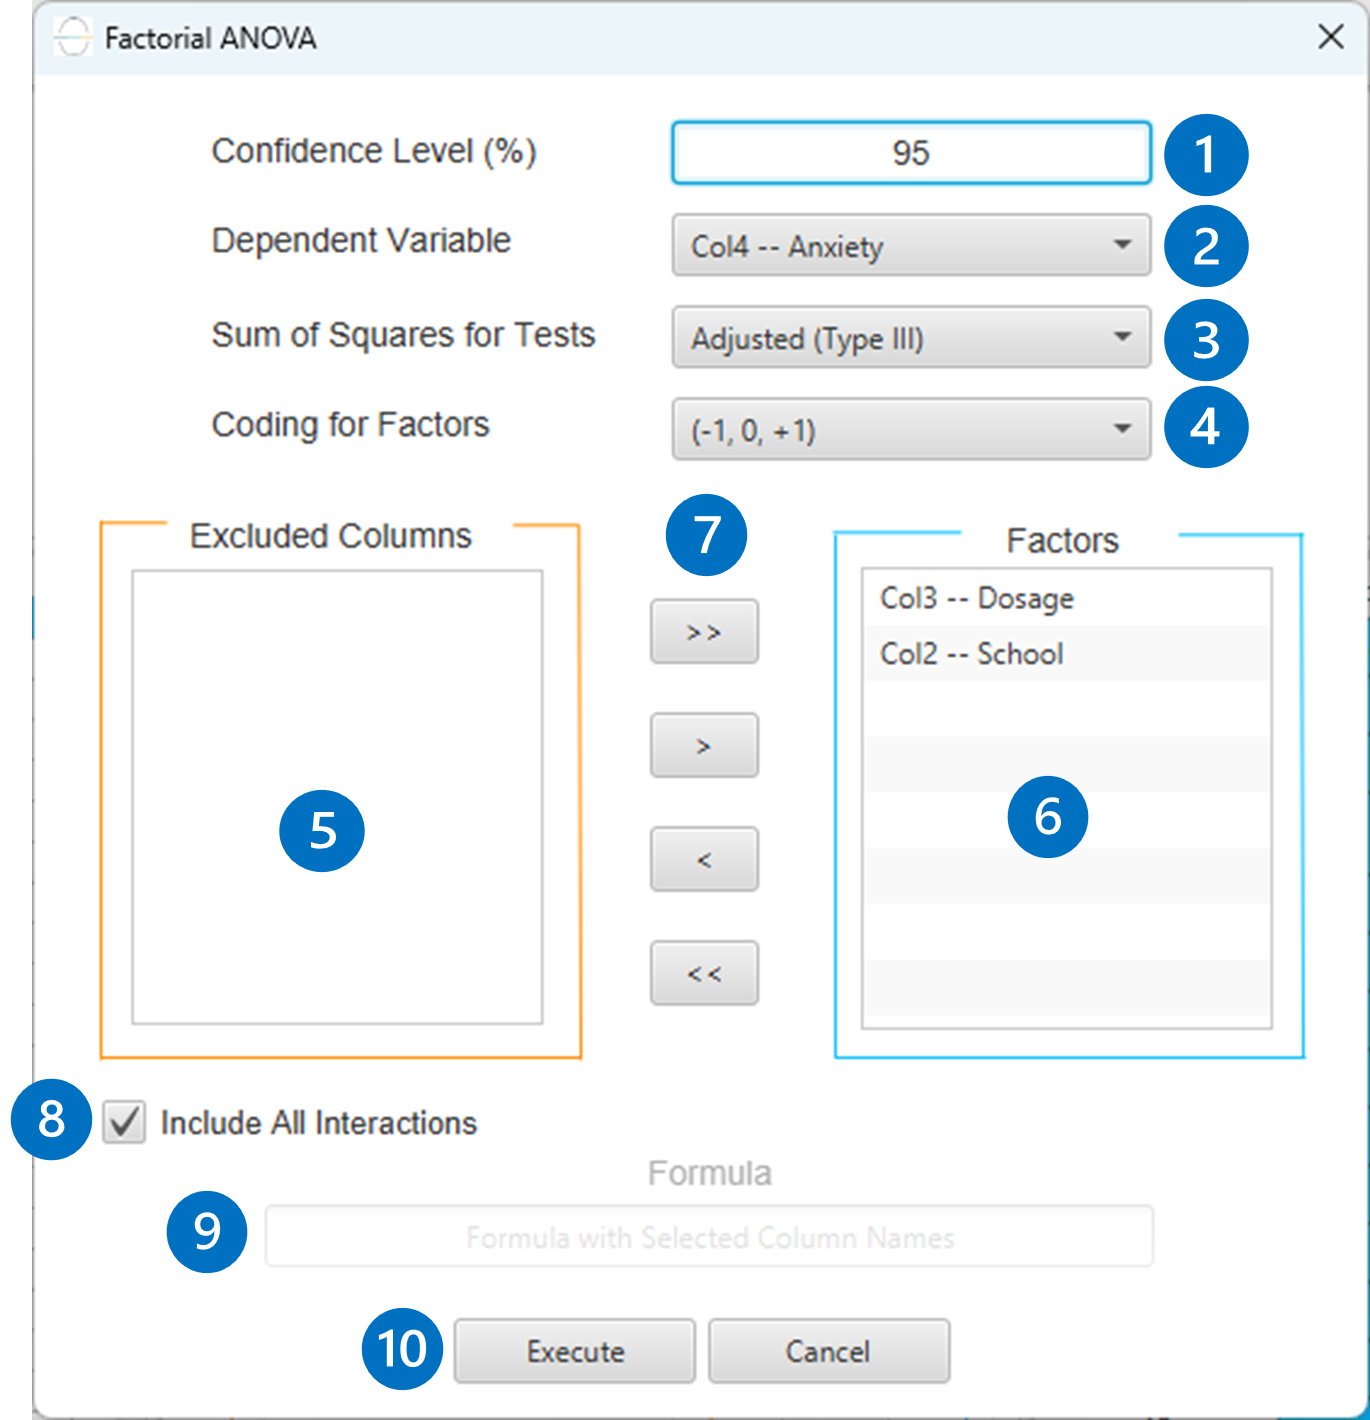 Factorial ANOVA
Confidence Level (%) 95 1
Dependent Variable Col4 -- Anxiety 2
Sum of Squares for Tests Adjusted (Type III) 3
Coding for Factors (-1, 0, +1) 4
Excluded Columns 7 Factors
Col3 -- Dosage
>>
Col2 -- School
>
5 6
<
<<
8 Include All Interactions
Formula
9 Formula with Selected Column Names
10 Execute Cancel